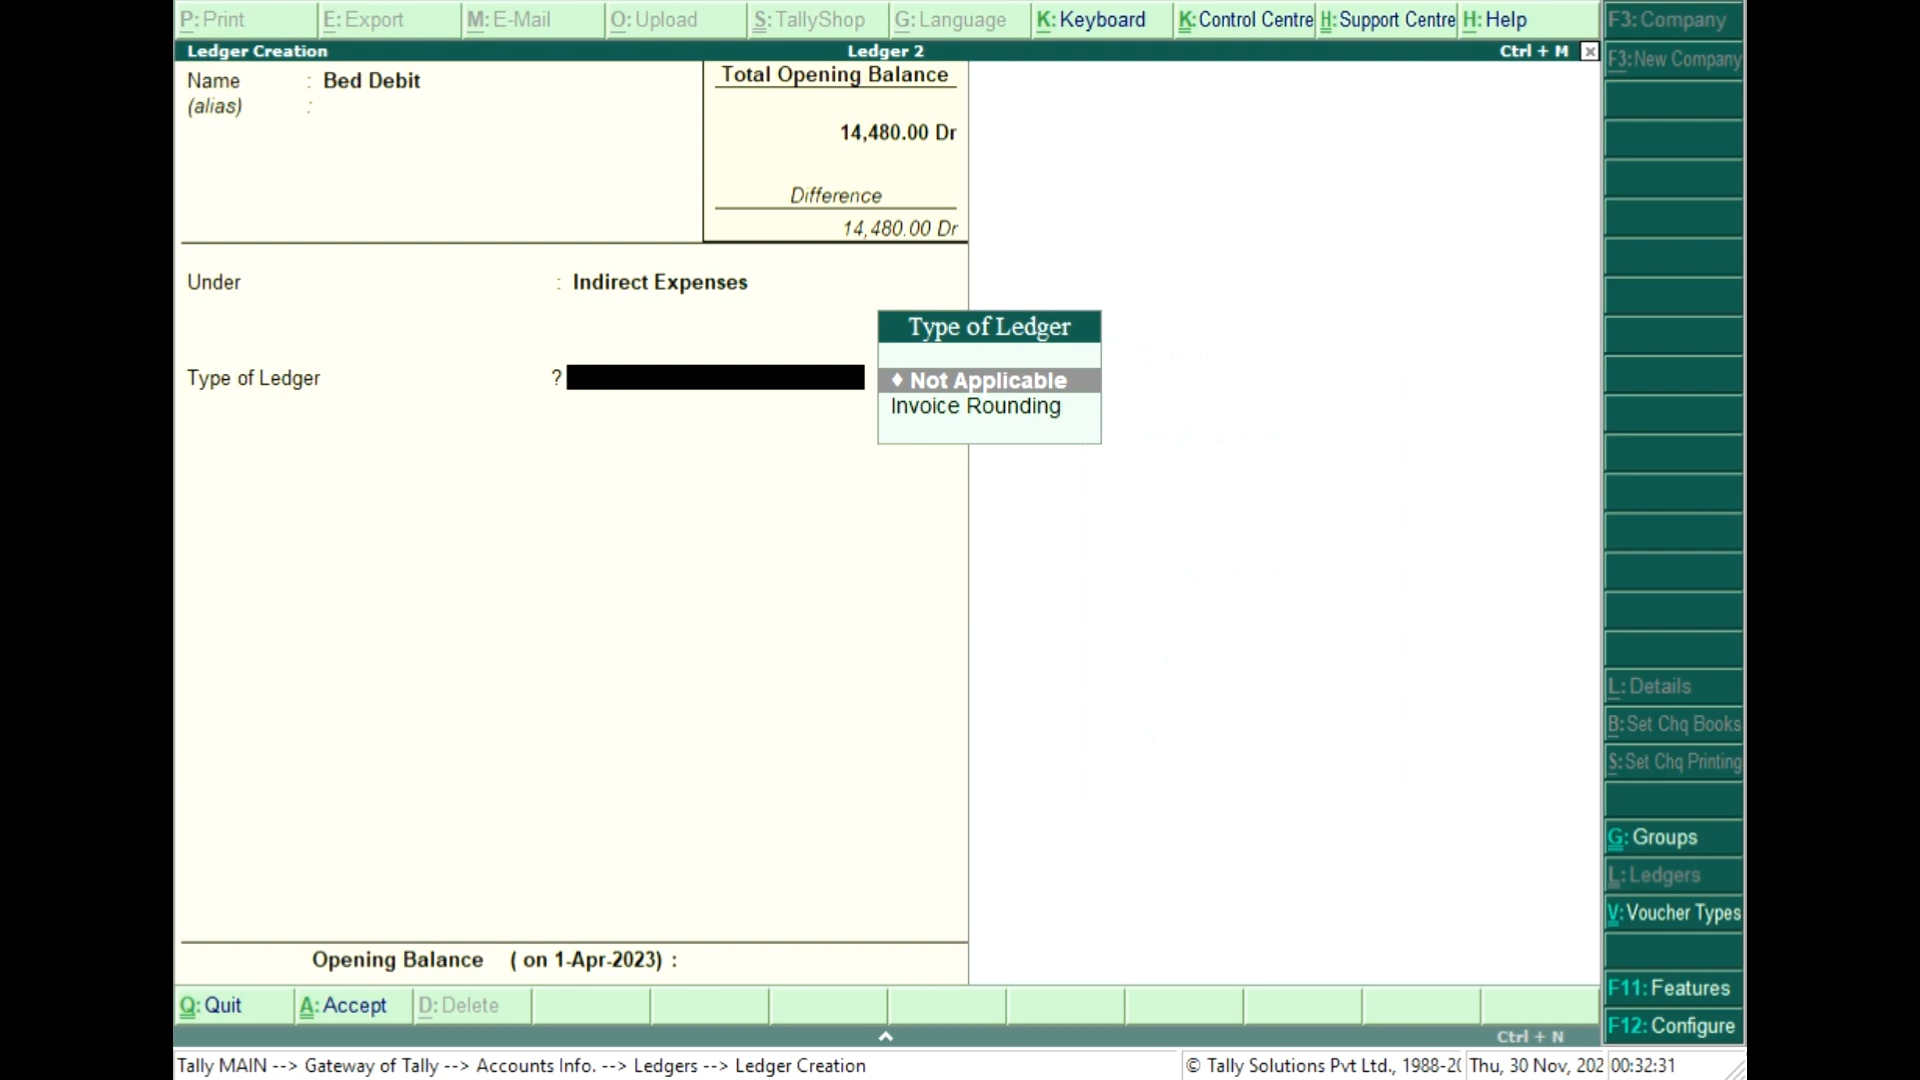 P: Print E: Export M: E-Mail O: Upload S: TallyShop G: Language K: Keyboard K: Control Centre H: Support Centre H: Help F3: Company
Ledger Creation Ledger 2 Ctrl + M
F3: New Company
Name : Bed Debit
(alias) :
Total Opening Balance
14,480.00 Dr
Difference
14,480.00 Dr
Under : Indirect Expenses
Type of Ledger ?
Type of Ledger
♦ Not Applicable
Invoice Rounding
L: Details
B: Set Chq Books
S: Set Chq Printing
G: Groups
L: Ledgers
V: Voucher Types
F11: Features
F12: Configure
Opening Balance ( on 1-Apr-2023) :
Q: Quit A: Accept D: Delete
Ctrl + N
Tally MAIN --> Gateway of Tally --> Accounts Info. --> Ledgers --> Ledger Creation © Tally Solutions Pvt Ltd., 1988-20 Thu, 30 Nov, 202 00:32:31